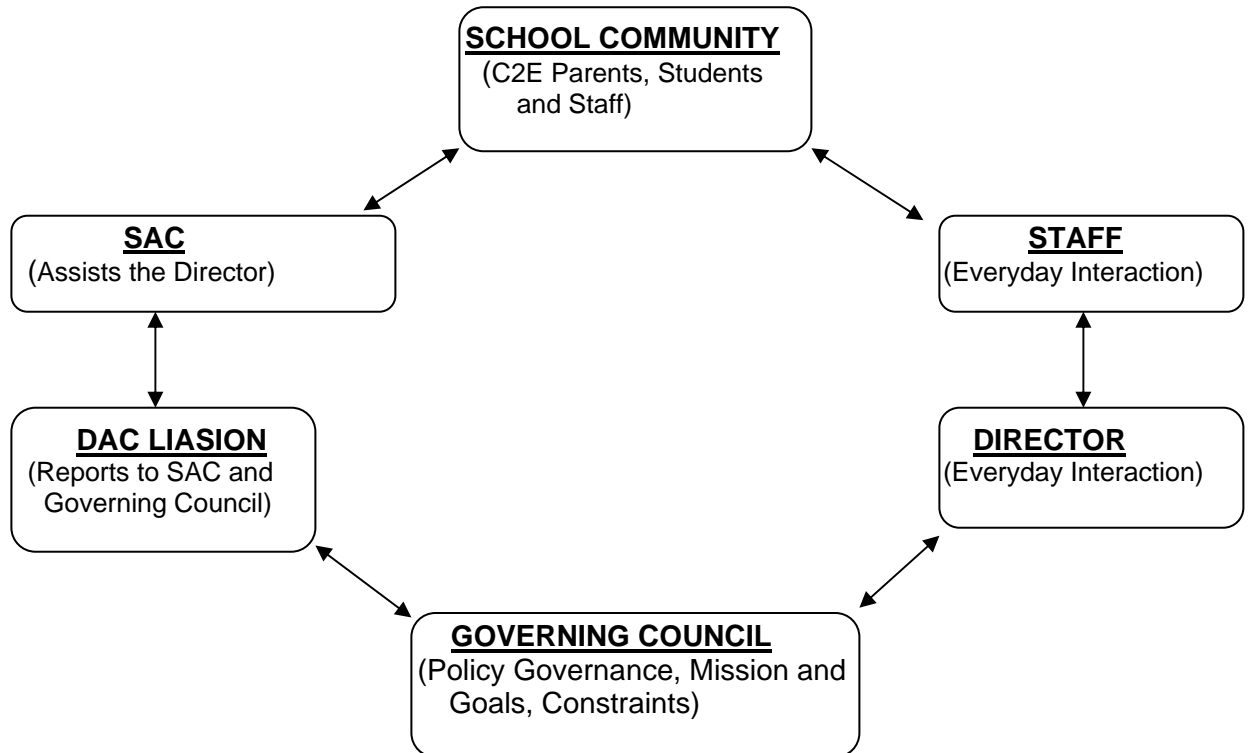 SCHOOL COMMUNITY
(C2E Parents, Students
and Staff)
SAC
(Assists the Director)
STAFF
(Everyday Interaction)
DAC LIASION
(Reports to SAC and
Governing Council)
DIRECTOR
(Everyday Interaction)
GOVERNING COUNCIL
(Policy Governance, Mission and
Goals, Constraints)